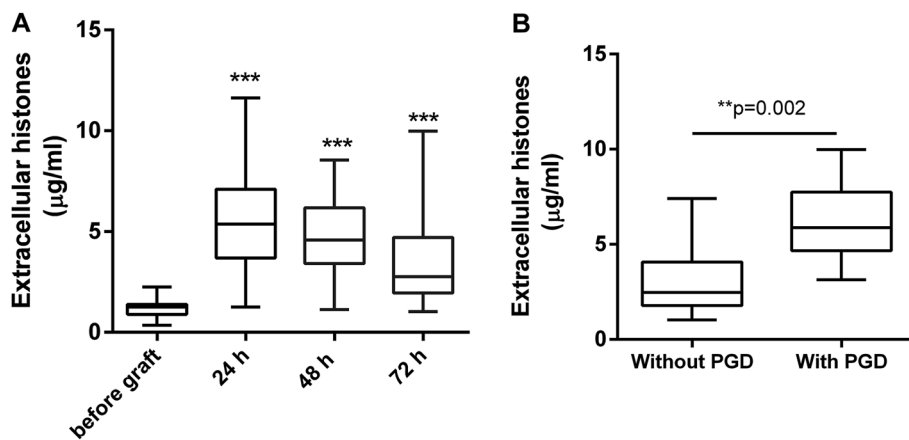 A
Extracellular histones
(μg/ml)
15
10
5
0
***
***
***
before graft
24 h
48 h
72 h
B
Extracellular histones
(μg/ml)
15
10
5
0
**p=0.002
Without PGD
With PGD